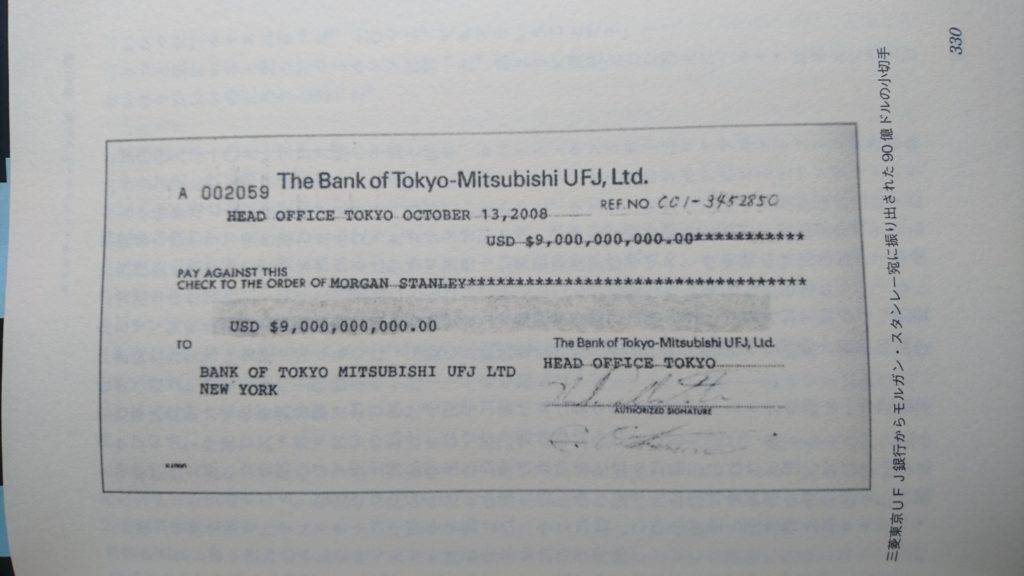 A 002059 The Bank of Tokyo-Mitsubishi UFJ, Ltd.
HEAD OFFICE TOKYO OCTOBER 13,2008 REF.NO CC1-3452850
USD $9,000,000,000.00***********
PAY AGAINST THIS
CHECK TO THE ORDER OF MORGAN STANLEY**********************************
USD $9,000,000,000.00
TO
The Bank of Tokyo-Mitsubishi UFJ, Ltd.
BANK OF TOKYO MITSUBISHI UFJ LTD HEAD OFFICE TOKYO
NEW YORK
AUTHORIZED SIGNATURE
三菱東京UFJ銀行からモルガン・スタンレー宛に振り出された90億ドルの小切手
330